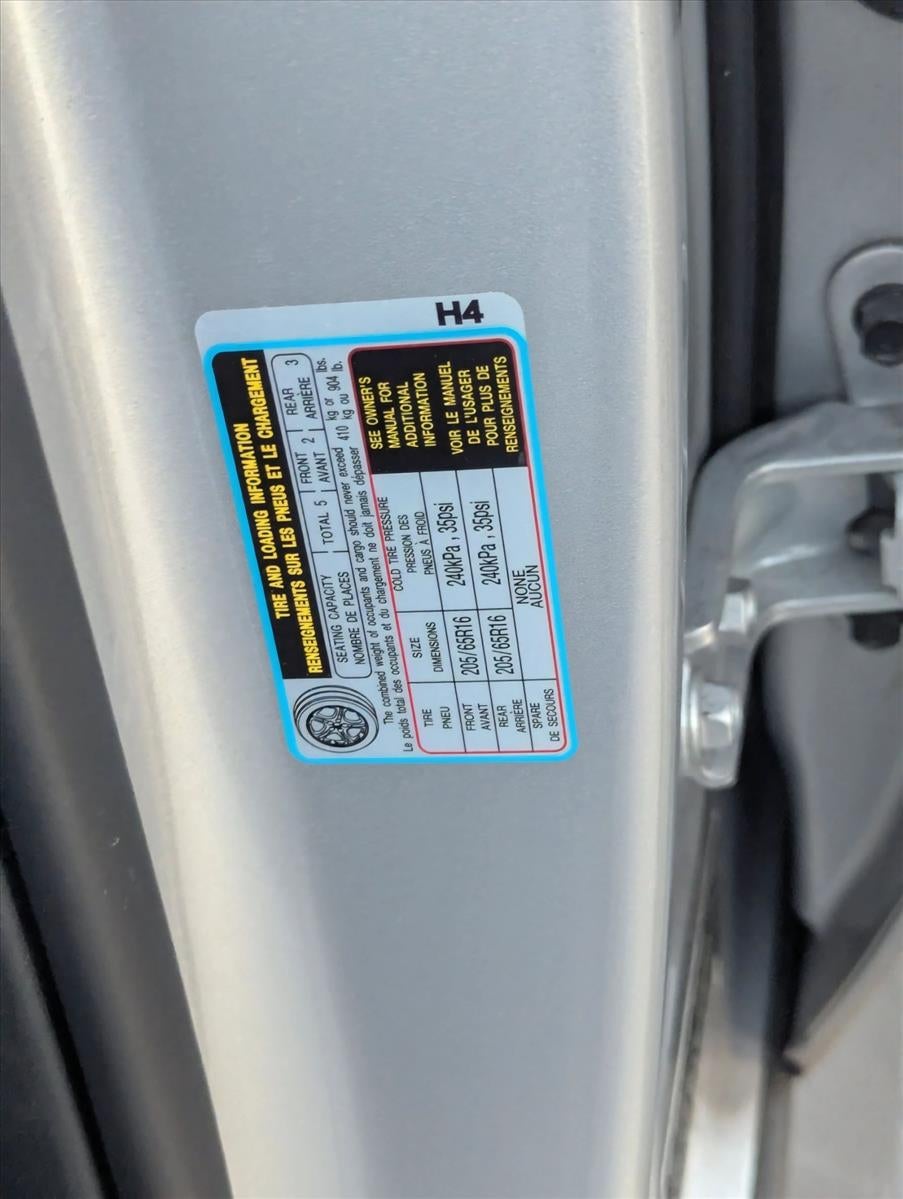 H4
TIRE AND LOADING INFORMATION
RENSEIGNEMENTS SUR LES PNEUS ET LE CHARGEMENT
SEATING CAPACITY
NOMBRE DE PLACES
TOTAL 5
FRONT 2
AVANT
REAR 3
ARRIÈRE
The combined weight of occupants and cargo should never exceed 410 kg or 904 lbs.
Le poids total des occupants et du chargement ne doit jamais dépasser 410 kg ou 904 lb.
TIRE
PNEU
SIZE
DIMENSIONS
COLD TIRE PRESSURE
PRESSION DES
PNEUS À FROID
FRONT
AVANT
205/65R16
240kPa , 35psi
REAR
ARRIÈRE
205/65R16
240kPa , 35psi
SPARE
DE SECOURS
NONE
AUCUN
SEE OWNER'S
MANUAL FOR
ADDITIONAL
INFORMATION
VOIR LE MANUEL
DE L'USAGER
POUR PLUS DE
RENSEIGNEMENTS